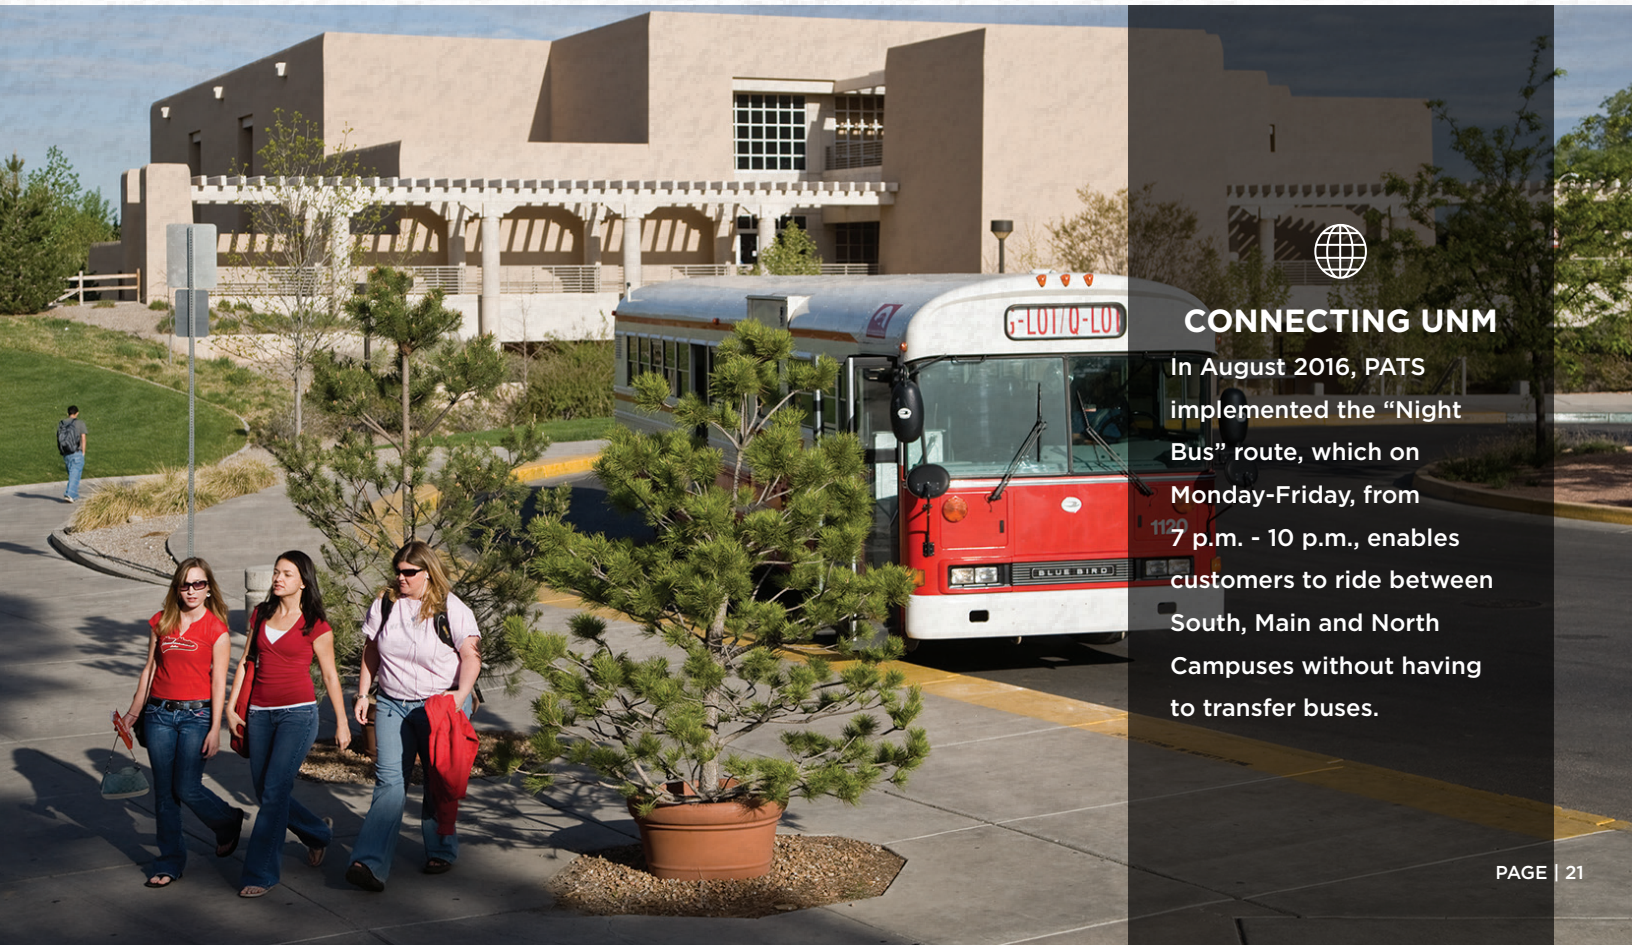 G-LOT/Q-LOT
CONNECTING UNM
In August 2016, PATS
implemented the “Night
Bus” route, which on
Monday-Friday, from
7 p.m. - 10 p.m., enables
customers to ride between
South, Main and North
Campuses without having
to transfer buses.
1120
BLUE BIRD
PAGE | 21